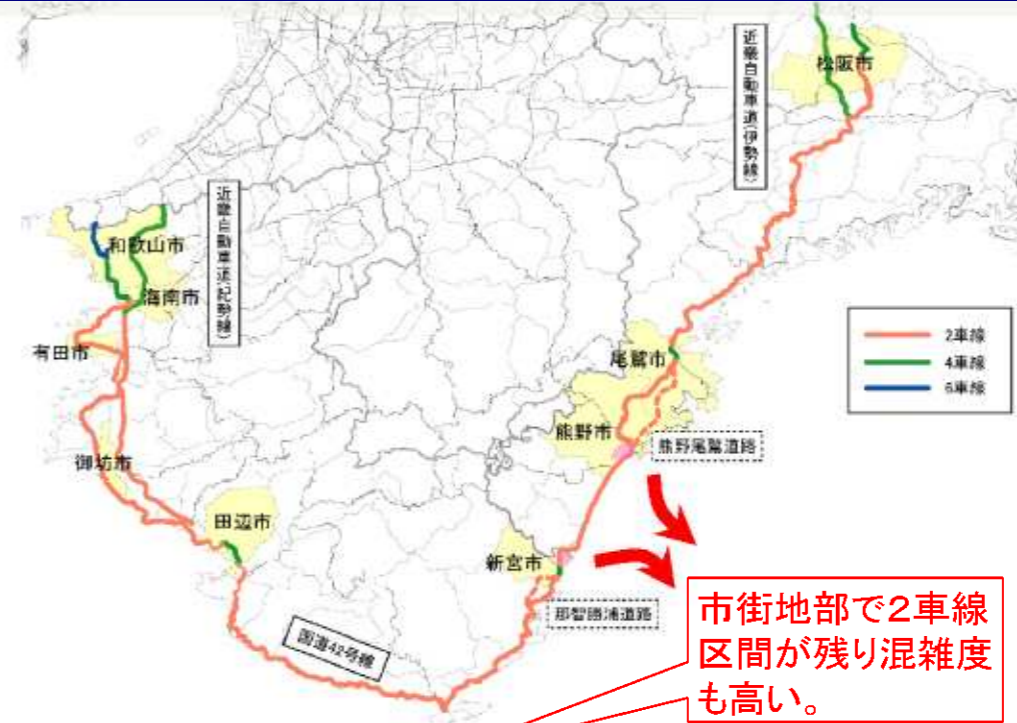 近畿自動車道(伊勢線)
松阪市
近畿自動車道(紀勢線)
和歌山市
海南市
有田市
2車線
4車線
6車線
尾鷲市
熊野市
熊野尾鷲道路
御坊市
田辺市
新宮市
那智勝浦道路
国道42号線
市街地部で2車線
区間が残り混雑度
も高い。